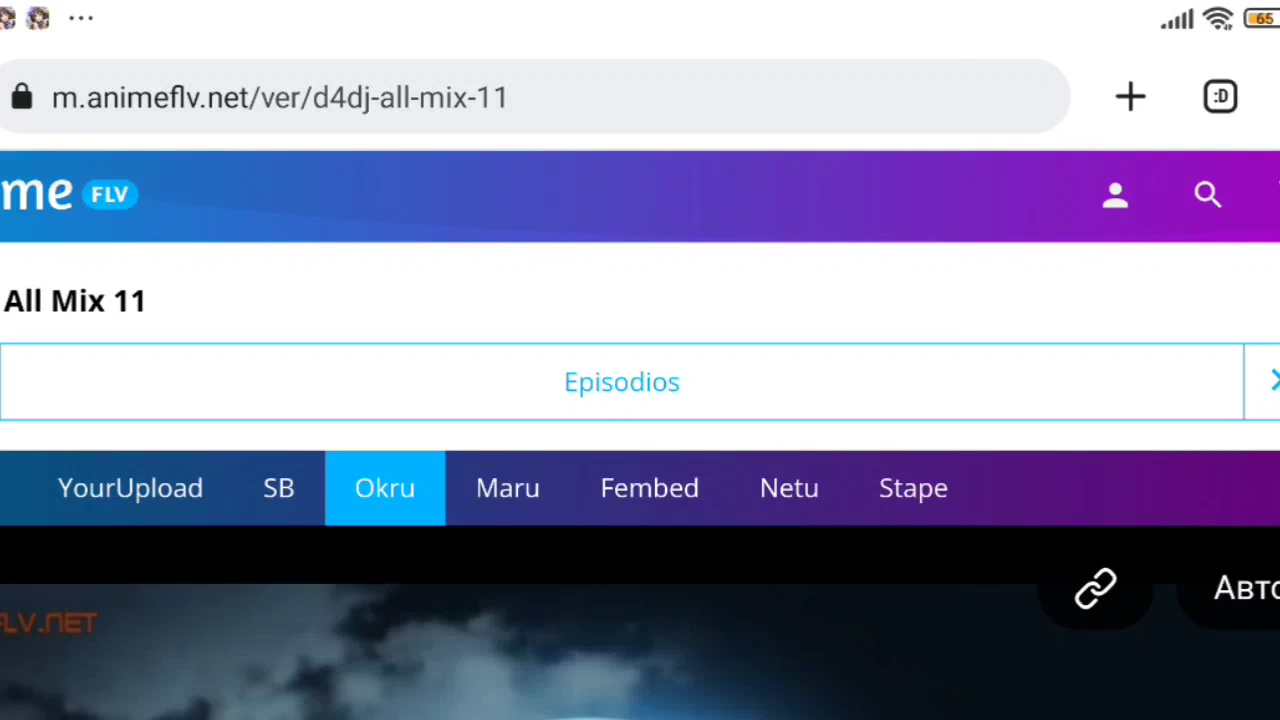 65
m.animeflv.net/ver/d4dj-all-mix-11
:D
me FLV
All Mix 11
Episodios
YourUpload SB Okru Maru Fembed Netu Stape
Авто
FLV.NET